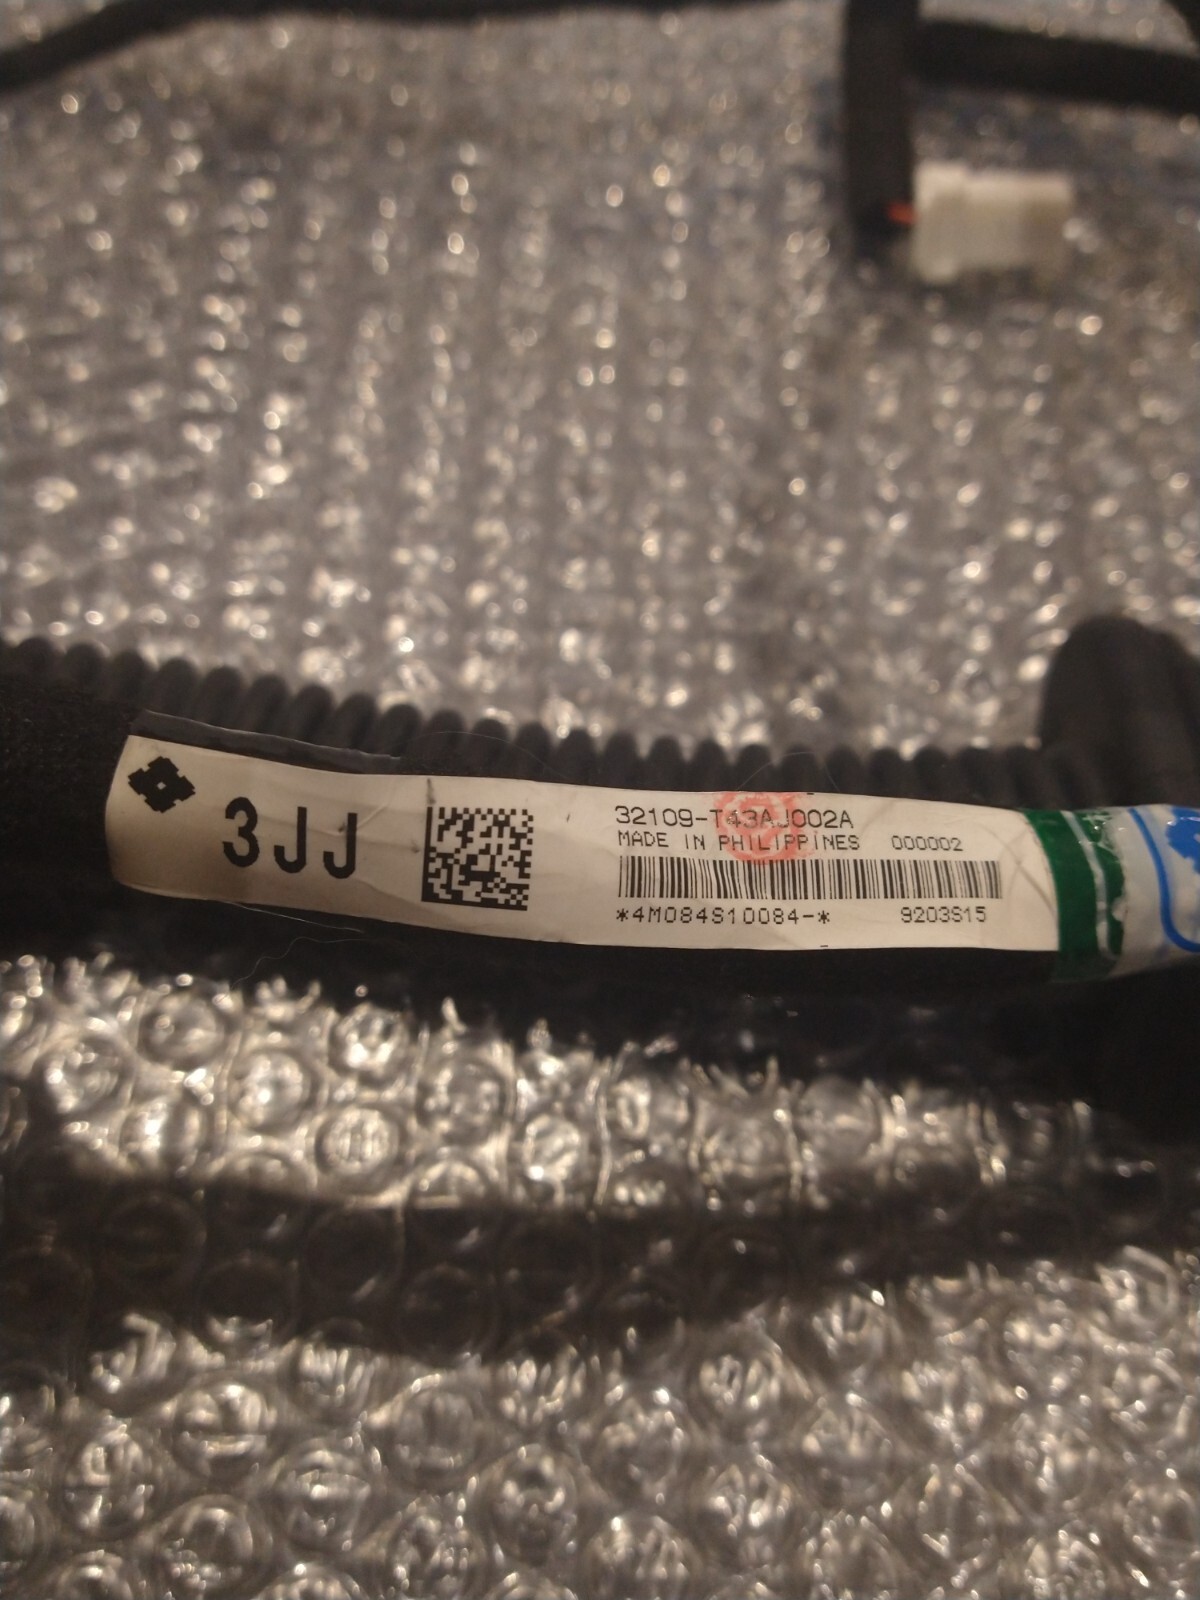 3JJ
32109-T43AJ002A
MADE IN PHILIPPINES 000002
*4M084S10084-* 9203S15